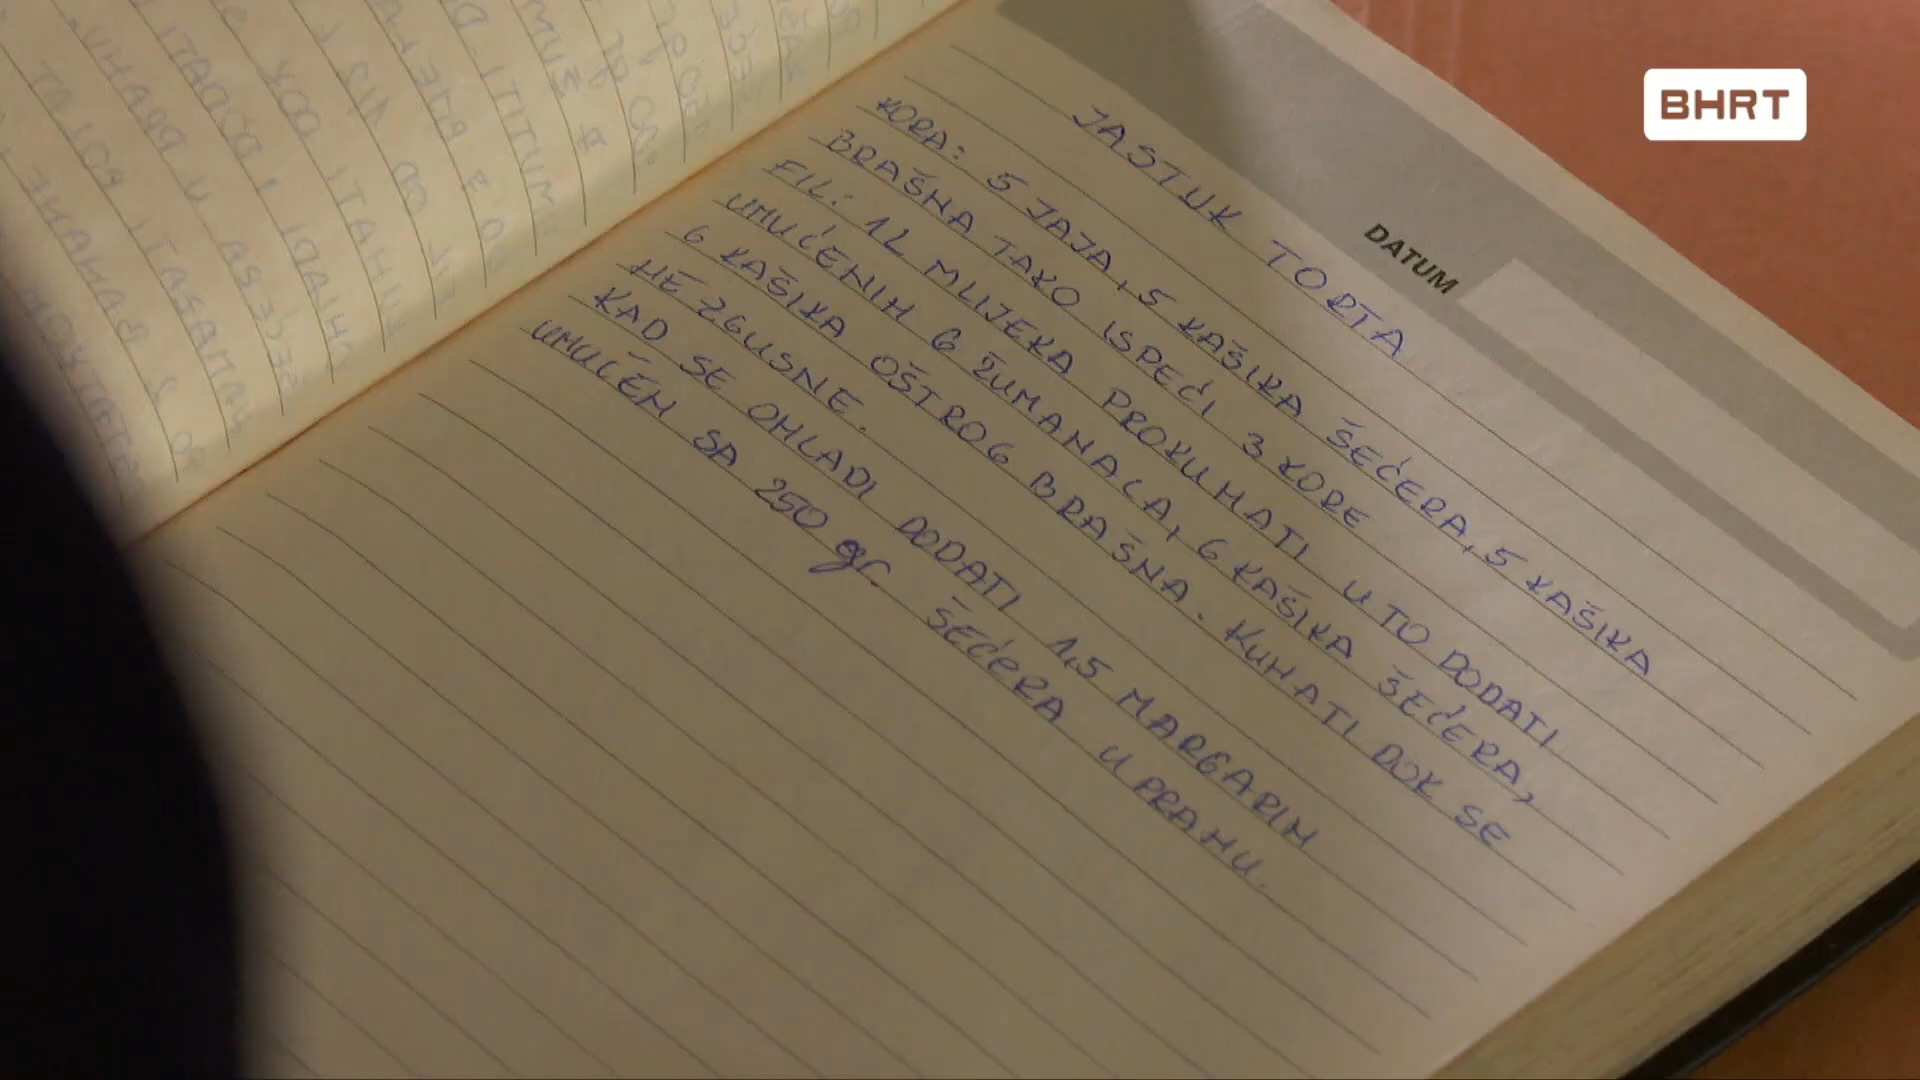 BHRT
DATUM
JASTUK TORTA
KORA: 5 JAJA, 5 KAŠIKA ŠEĆERA, 5 KAŠIKA
BRAŠNA TAKO ISPEĆI 3 KORE
FIL: 1L MLIJEKA PROKUHATI U TO DODATI
UMUĆENIH 6 ŽUMANACA, 6 KAŠIKA ŠEĆERA,
6 KAŠIKA OŠTROG BRAŠNA. KUHATI DOK SE
NE ZGUSNE.
KAD SE OHLADI DODATI 1,5 MARGARIN
UMUĆEN SA 250 gr. ŠEĆERA U PRAHU.